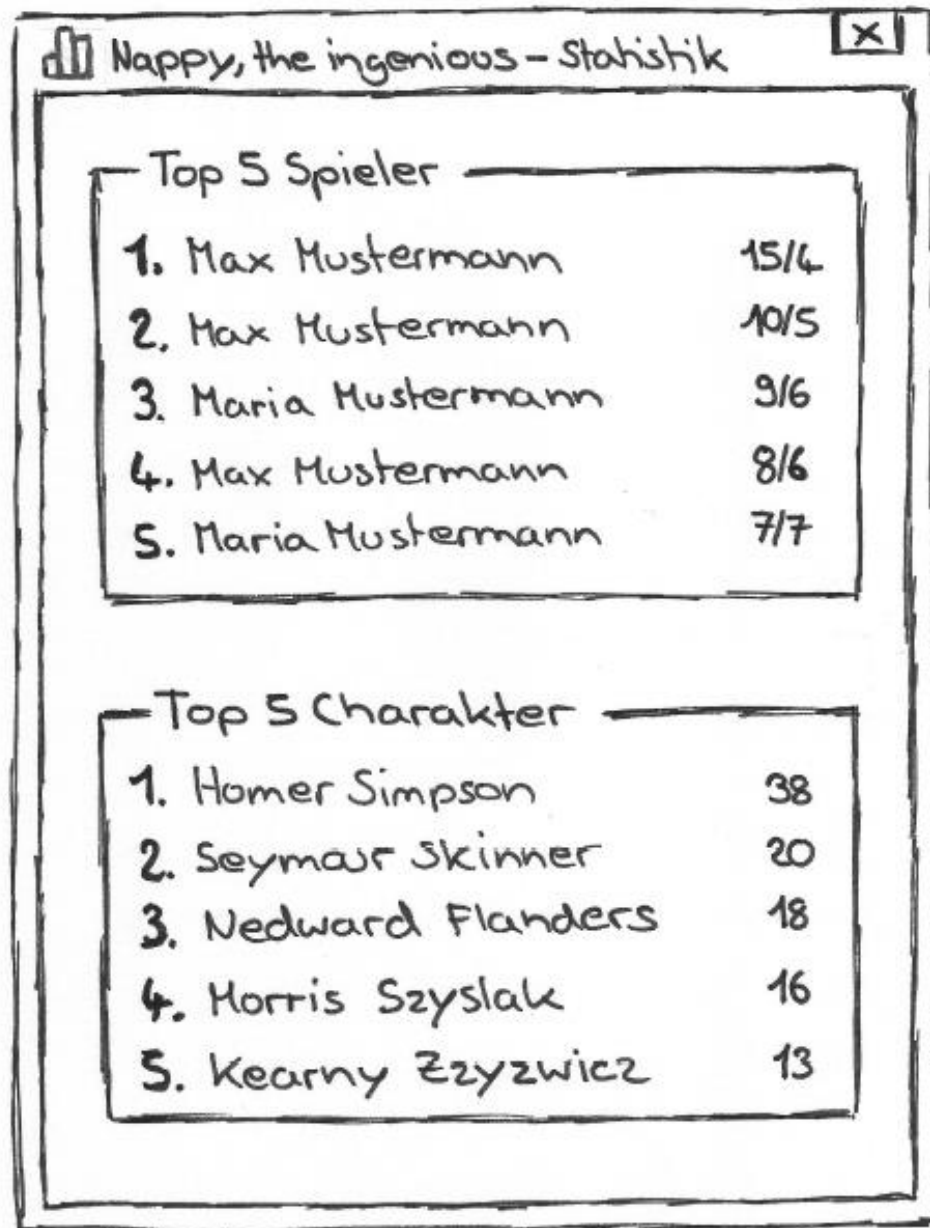 Nappy, the ingenious - Statistik X
Top 5 Spieler
1. Max Mustermann 15/4
2. Max Mustermann 10/5
3. Maria Mustermann 9/6
4. Max Mustermann 8/6
5. Maria Mustermann 7/7
Top 5 Charakter
1. Homer Simpson 38
2. Seymour Skinner 20
3. Nedward Flanders 18
4. Morris Szyslak 16
5. Kearny Zzyzwicz 13